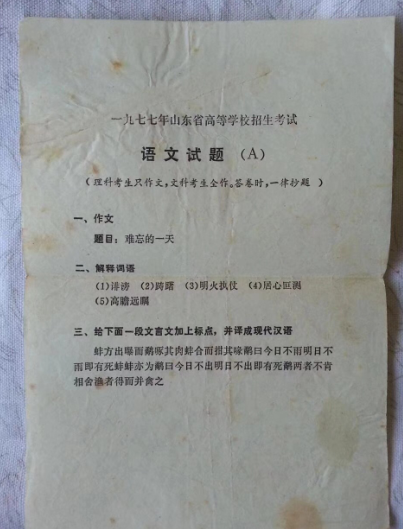 一九七七年山东省高等学校招生考试
语文试题（A）
（理科考生只作文，文科考生全作。答卷时，一律抄题）
一、作文
题目：难忘的一天
二、解释词语
(1)诽谤 (2)跨曙 (3)明火执仗 (4)居心叵测
(5)高瞻远瞩
三、给下面一段文言文加上标点，并译成现代汉语
蚌方出曝而鹬啄其肉蚌合而拑其喙鹬曰今日不雨明日不
雨即有死蚌蚌亦为鹬曰今日不出明日不出即有死鹬两者不肯
相舍渔者得而并禽之